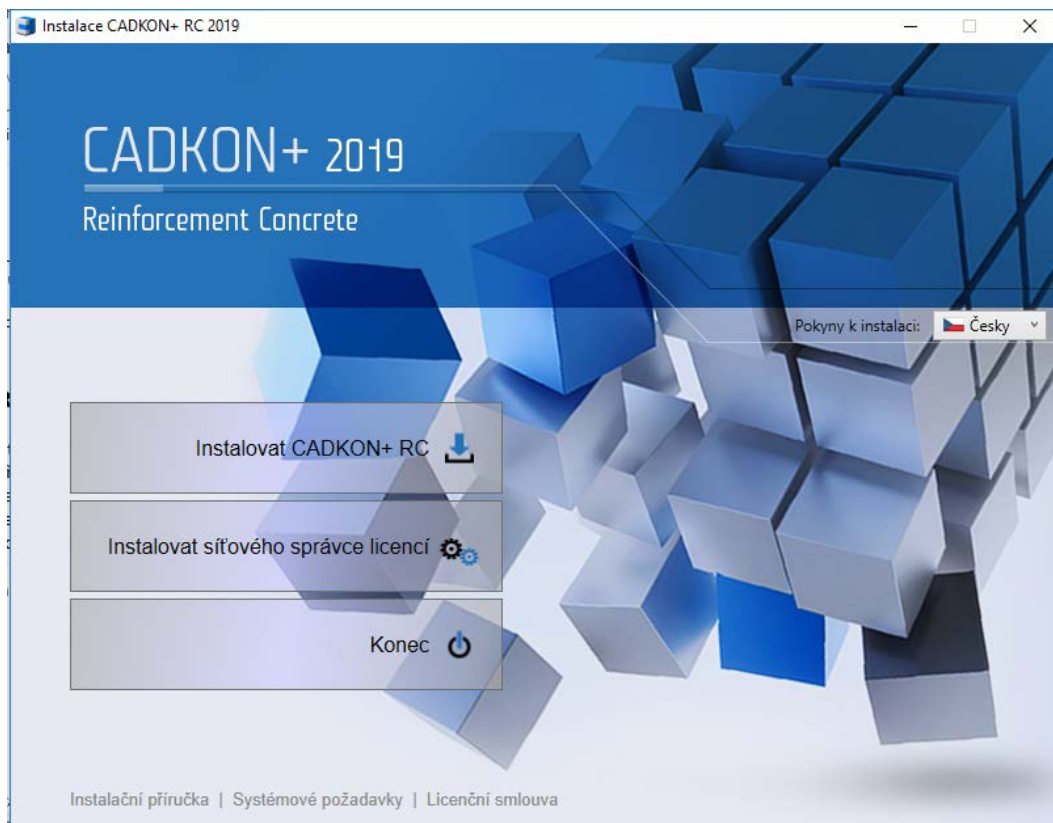 Instalace CADKON+ RC 2019
CADKON+ 2019
Reinforcement Concrete
Pokyny k instalaci: Česky
Instalovat CADKON+ RC
Instalovat síťového správce licencí
Konec
Instalační příručka | Systémové požadavky | Licenční smlouva